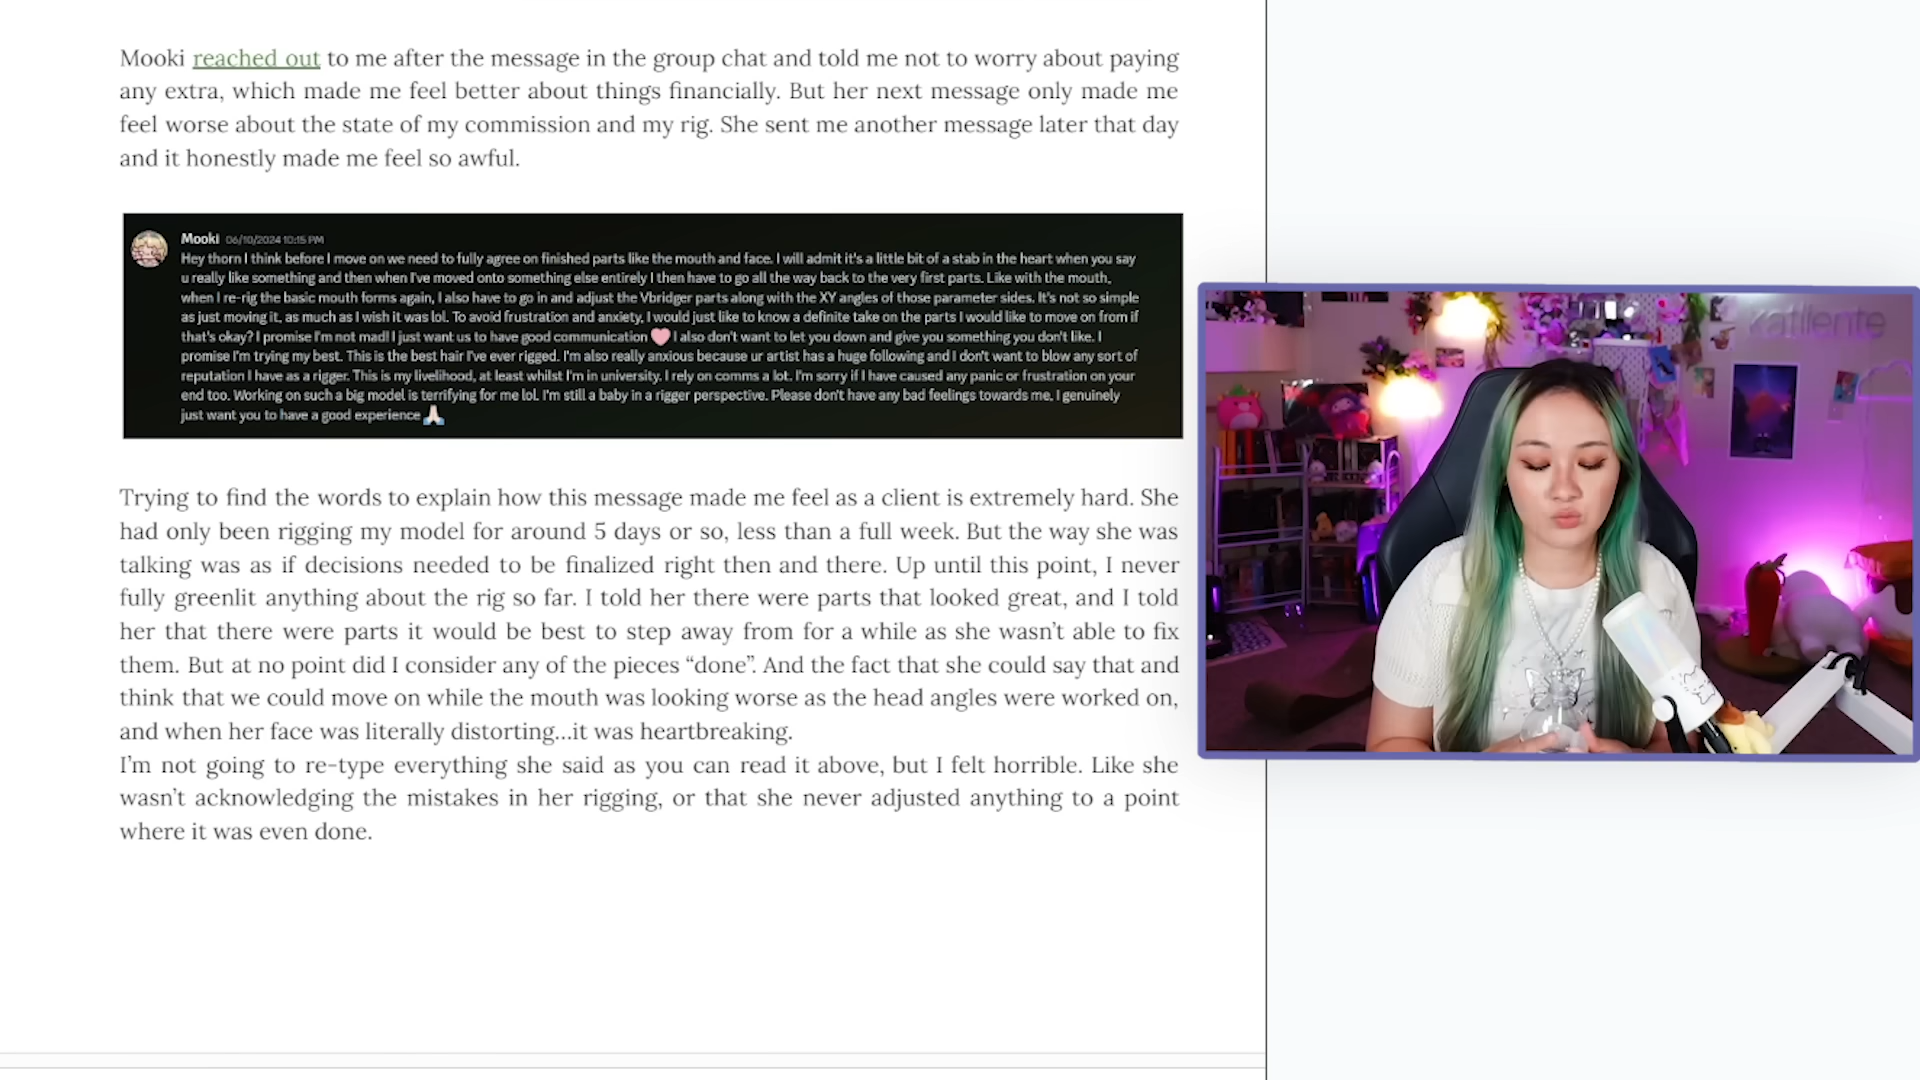 Mooki reached out to me after the message in the group chat and told me not to worry about paying
any extra, which made me feel better about things financially. But her next message only made me
feel worse about the state of my commission and my rig. She sent me another message later that day
and it honestly made me feel so awful.
Mooki 06/10/2024 10:15 PM
Hey thorn I think before I move on we need to fully agree on finished parts like the mouth and face. I will admit it's a little bit of a stab in the heart when you say
u really like something and then when I've moved onto something else entirely I then have to go all the way back to the very first parts. Like with the mouth,
when I re-rig the basic mouth forms again, I also have to go in and adjust the Vbridger parts along with the XY angles of those parameter sides. It's not so simple
as just moving it, as much as I wish it was lol. To avoid frustration and anxiety, I would just like to know a definite take on the parts I would like to move on from if
that's okay? I promise I'm not mad! I just want us to have good communication 🩷 I also don't want to let you down and give you something you don't like. I
promise I'm trying my best. This is the best hair I've ever rigged. I'm also really anxious because ur artist has a huge following and I don't want to blow any sort of
reputation I have as a rigger. This is my livelihood, at least whilst I'm in university. I rely on comms a lot. I'm sorry if I have caused any panic or frustration on your
end too. Working on such a big model is terrifying for me lol. I'm still a baby in a rigger perspective. Please don't have any bad feelings towards me, I genuinely
just want you to have a good experience 🙏🏻
Trying to find the words to explain how this message made me feel as a client is extremely hard. She
had only been rigging my model for around 5 days or so, less than a full week. But the way she was
talking was as if decisions needed to be finalized right then and there. Up until this point, I never
fully greenlit anything about the rig so far. I told her there were parts that looked great, and I told
her that there were parts it would be best to step away from for a while as she wasn't able to fix
them. But at no point did I consider any of the pieces “done”. And the fact that she could say that and
think that we could move on while the mouth was looking worse as the head angles were worked on,
and when her face was literally distorting…it was heartbreaking.
I'm not going to re-type everything she said as you can read it above, but I felt horrible. Like she
wasn't acknowledging the mistakes in her rigging, or that she never adjusted anything to a point
where it was even done.
katliente